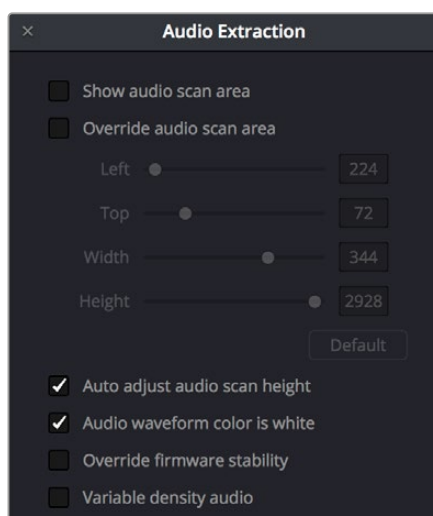 Audio Extraction
Show audio scan area
Override audio scan area
Left 224
Top 72
Width 344
Height 2928
Default
Auto adjust audio scan height
Audio waveform color is white
Override firmware stability
Variable density audio